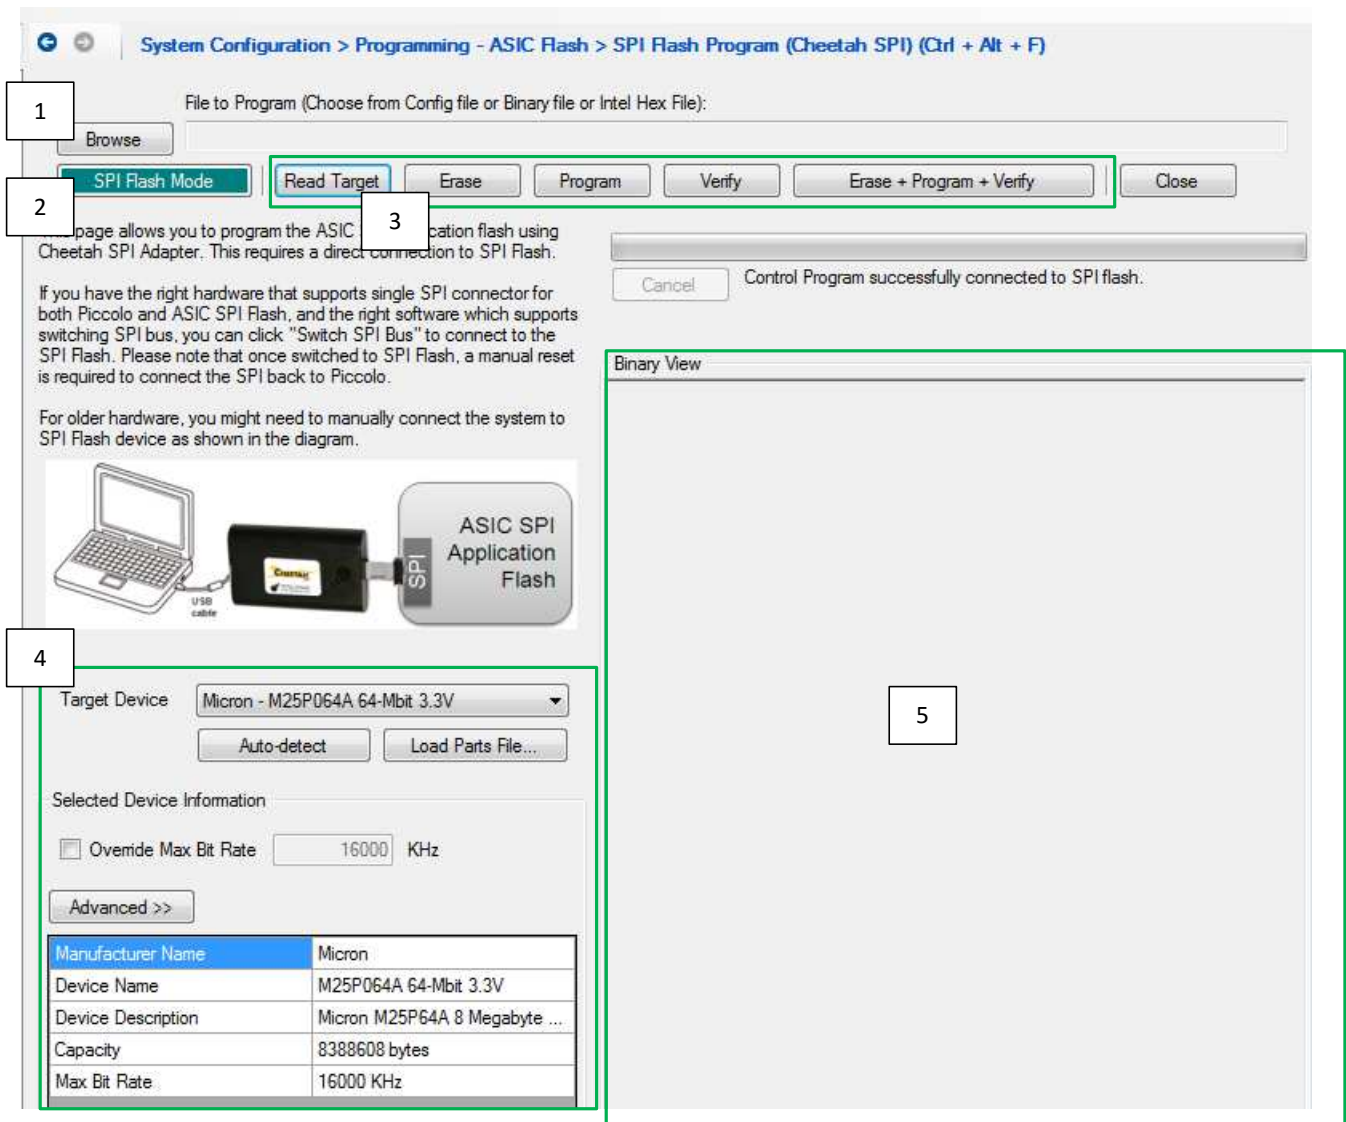 System Configuration > Programming - ASIC Flash > SPI Flash Program (Cheetah SPI) (Ctrl + Alt + F)
1
File to Program (Choose from Config file or Binary file or Intel Hex File):
Browse
SPI Flash Mode
Read Target
Erase
Program
Verify
Erase + Program + Verify
Close
2
3
page allows you to program the ASIC cation flash using
Cheetah SPI Adapter. This requires a direct connection to SPI Flash.
Cancel
Control Program successfully connected to SPI flash.
If you have the right hardware that supports single SPI connector for
both Piccolo and ASIC SPI Flash, and the right software which supports
switching SPI bus, you can click "Switch SPI Bus" to connect to the
SPI Flash. Please note that once switched to SPI Flash, a manual reset
is required to connect the SPI back to Piccolo.
Binary View
For older hardware, you might need to manually connect the system to
SPI Flash device as shown in the diagram.
ASIC SPI
Application
Flash
SPI
Cheetah
USB
cable
4
Target Device
Micron - M25P064A 64-Mbit 3.3V
5
Auto-detect
Load Parts File...
Selected Device Information
Override Max Bit Rate
16000
KHz
Advanced >>
Manufacturer Name
Micron
Device Name
M25P064A 64-Mbit 3.3V
Device Description
Micron M25P64A 8 Megabyte ...
Capacity
8388608 bytes
Max Bit Rate
16000 KHz